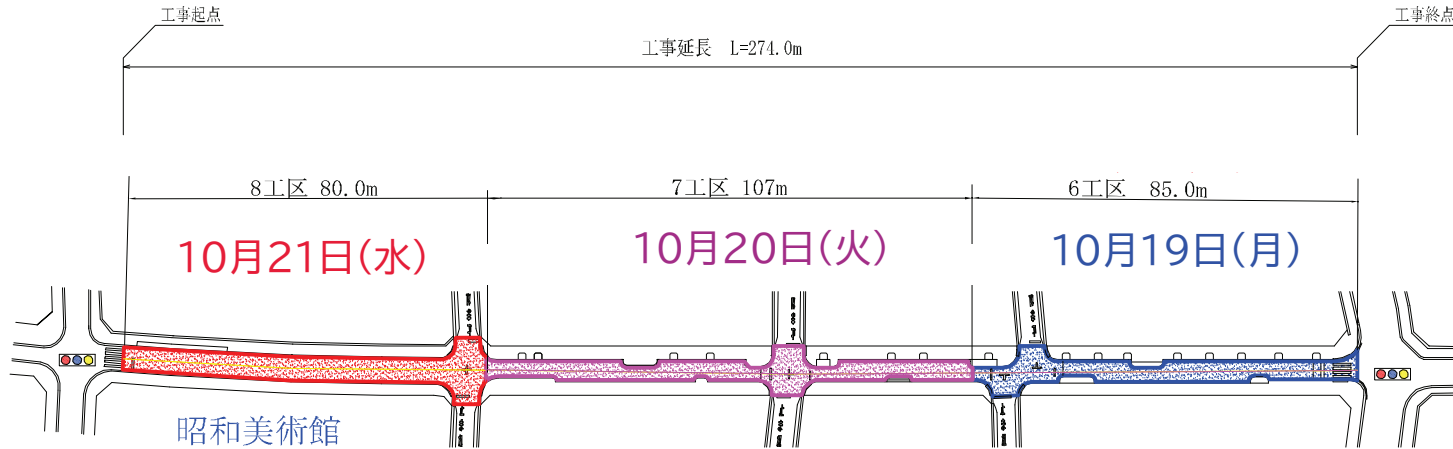 工事起点
工事終点
工事延長 L=274.0m
8工区 80.0m
7工区 107m
6工区 85.0m
10月21日(水)
10月20日(火)
10月19日(月)
昭和美術館